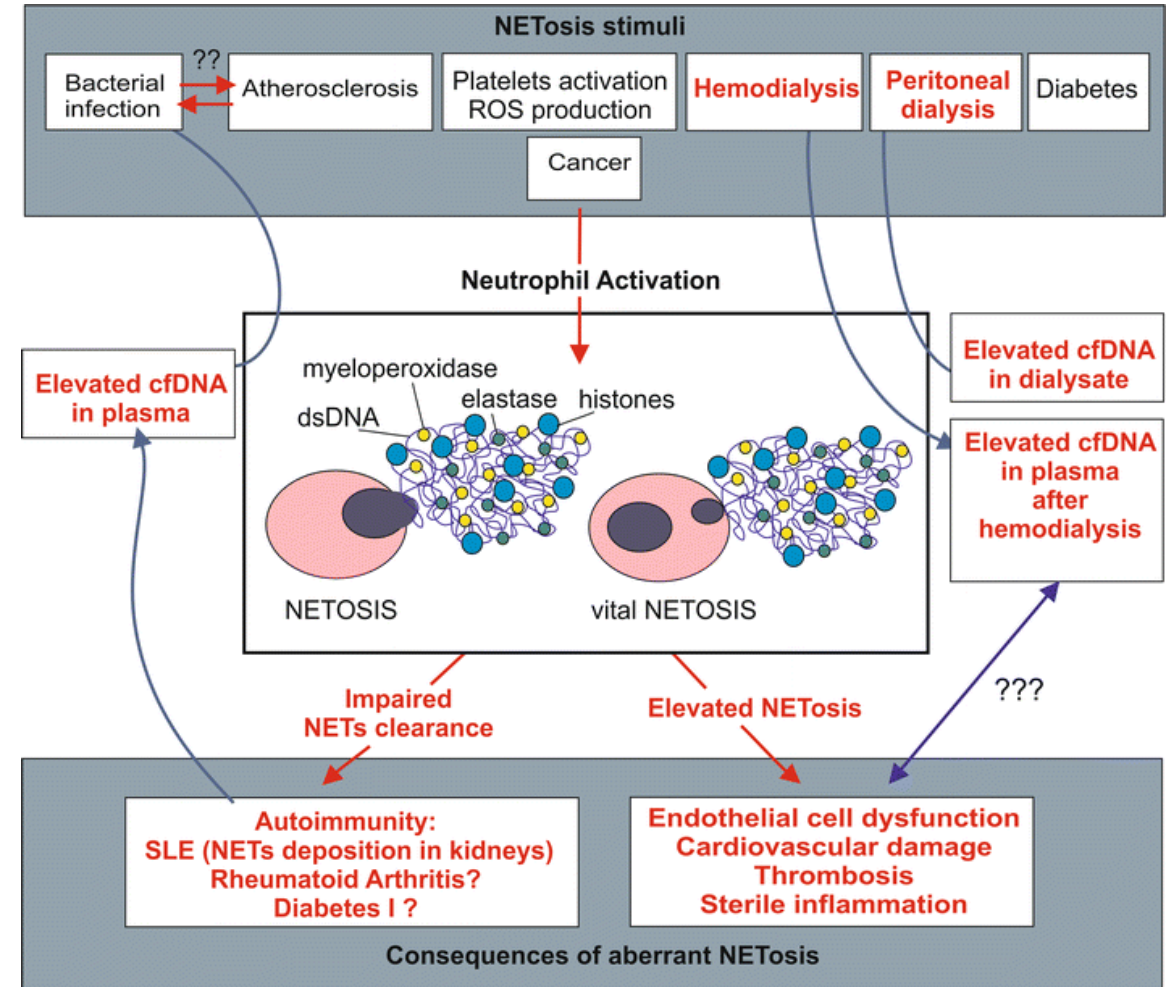 NETosis stimuli
??
Bacterial
infection
Atherosclerosis
Platelets activation
ROS production
Hemodialysis
Peritoneal
dialysis
Diabetes
Cancer
Neutrophil Activation
Elevated cfDNA
in plasma
myeloperoxidase
dsDNA
elastase
histones
NETOSIS
vital NETOSIS
Elevated cfDNA
in dialysate
Elevated cfDNA
in plasma
after
hemodialysis
Impaired
NETs clearance
Elevated NETosis
???
Autoimmunity:
SLE (NETs deposition in kidneys)
Rheumatoid Arthritis?
Diabetes I ?
Endothelial cell dysfunction
Cardiovascular damage
Thrombosis
Sterile inflammation
Consequences of aberrant NETosis